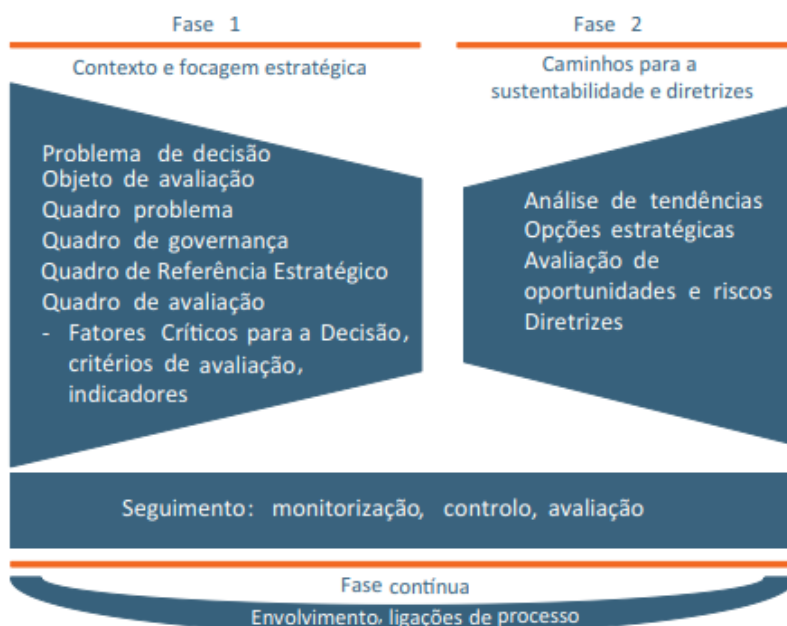 Fase 1
Contexto e focagem estratégica
Problema de decisão
Objeto de avaliação
Quadro problema
Quadro de governança
Quadro de Referência Estratégico
Quadro de avaliação
- Fatores Críticos para a Decisão,
critérios de avaliação,
indicadores
Fase 2
Caminhos para a
sustentabilidade e diretrizes
Análise de tendências
Opções estratégicas
Avaliação de
oportunidades e riscos
Diretrizes
Seguimento: monitorização, controlo, avaliação
Fase contínua
Envolvimento, ligações de processo